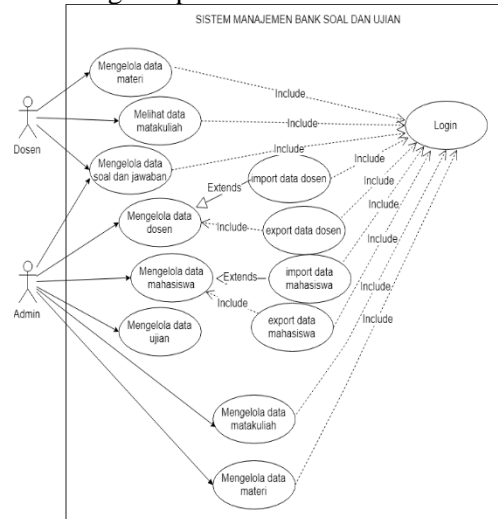 SISTEM MANAJEMEN BANK SOAL DAN UJIAN
Mengelola data
materi
Include
Melihat data
matakuliah
Include
Login
Dosen
Mengelola data
soal dan jawaban
Include
import data dosen
Include
Extends
Mengelola data
dosen
Include
export data dosen
Include
Mengelola data
mahasiswa
Extends
import data
mahasiswa
Include
Include
export data
mahasiswa
Include
Admin
Mengelola data
ujian
Include
Include
Mengelola data
matakuliah
Mengelola data
materi